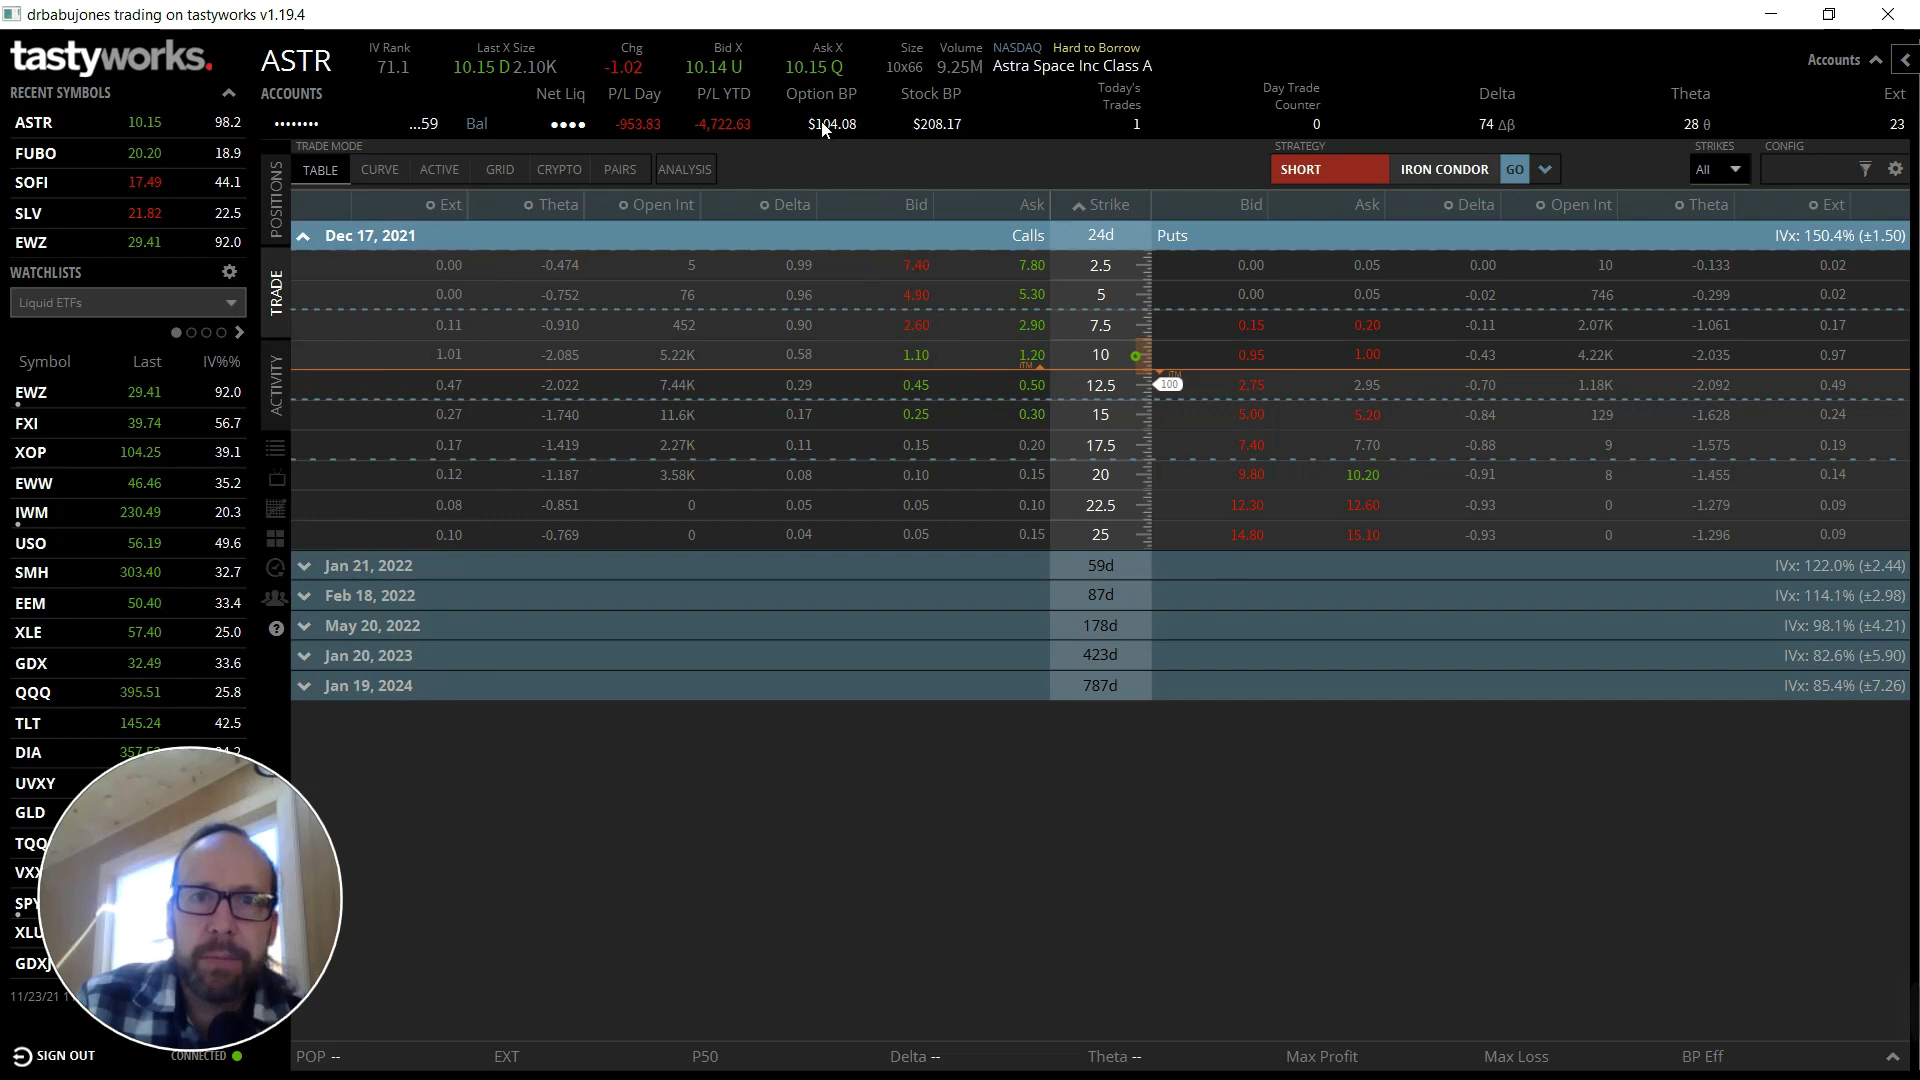 drbabujones trading on tastyworks v1.19.4
tastyworks.
ASTR
IV Rank
71.1
Last X Size
10.15 D 2.10K
Chg
-1.02
Bid X
10.14 U
Ask X
10.15 Q
Size
10x66
Volume
9.25M
NASDAQ Hard to Borrow
Astra Space Inc Class A
Accounts
RECENT SYMBOLS
ASTR 10.15 98.2
FUBO 20.20 18.9
SOFI 17.49 44.1
SLV 21.82 22.5
EWZ 29.41 92.0
ACCOUNTS Net Liq P/L Day P/L YTD Option BP Stock BP Today's Trades Day Trade Counter Delta Theta Ext
•••••••• ...59 Bal •••• -953.83 -4,722.63 $104.08 $208.17 1 0 74 Δβ 28 θ 23
TRADE MODE
TABLE CURVE ACTIVE GRID CRYPTO PAIRS ANALYSIS
STRATEGY
SHORT IRON CONDOR GO
STRIKES
All
CONFIG
POSITIONS
TRADE
ACTIVITY
WATCHLISTS
Liquid ETFs
Symbol Last IV%%
EWZ 29.41 92.0
FXI 39.74 56.7
XOP 104.25 39.1
EWW 46.46 35.2
IWM 230.49 20.3
USO 56.19 49.6
SMH 303.40 32.7
EEM 50.40 33.4
XLE 57.40 25.0
GDX 32.49 33.6
QQQ 395.51 25.8
TLT 145.24 42.5
DIA
UVXY
GLD
TQQ
VXX
SPY
XLU
GDXJ
11/23/21
SIGN OUT CONNECTED
Ext Theta Open Int Delta Bid Ask Strike Bid Ask Delta Open Int Theta Ext
Dec 17, 2021 Calls 24d Puts IVx: 150.4% (±1.50)
0.00 -0.474 5 0.99 7.40 7.80 2.5 0.00 0.05 0.00 10 -0.133 0.02
0.00 -0.752 76 0.96 4.90 5.30 5 0.00 0.05 -0.02 746 -0.299 0.02
0.11 -0.910 452 0.90 2.60 2.90 7.5 0.15 0.20 -0.11 2.07K -1.061 0.17
1.01 -2.085 5.22K 0.58 1.10 1.20 10 0.95 1.00 -0.43 4.22K -2.035 0.97
ITM
ITM
0.47 -2.022 7.44K 0.29 0.45 0.50 12.5 100 2.75 2.95 -0.70 1.18K -2.092 0.49
0.27 -1.740 11.6K 0.17 0.25 0.30 15 5.00 5.20 -0.84 129 -1.628 0.24
0.17 -1.419 2.27K 0.11 0.15 0.20 17.5 7.40 7.70 -0.88 9 -1.575 0.19
0.12 -1.187 3.58K 0.08 0.10 0.15 20 9.80 10.20 -0.91 8 -1.455 0.14
0.08 -0.851 0 0.05 0.05 0.10 22.5 12.30 12.60 -0.93 0 -1.279 0.09
0.10 -0.769 0 0.04 0.05 0.15 25 14.80 15.10 -0.93 0 -1.296 0.09
Jan 21, 2022 59d IVx: 122.0% (±2.44)
Feb 18, 2022 87d IVx: 114.1% (±2.98)
May 20, 2022 178d IVx: 98.1% (±4.21)
Jan 20, 2023 423d IVx: 82.6% (±5.90)
Jan 19, 2024 787d IVx: 85.4% (±7.26)
POP -- EXT P50 Delta -- Theta -- Max Profit Max Loss BP Eff